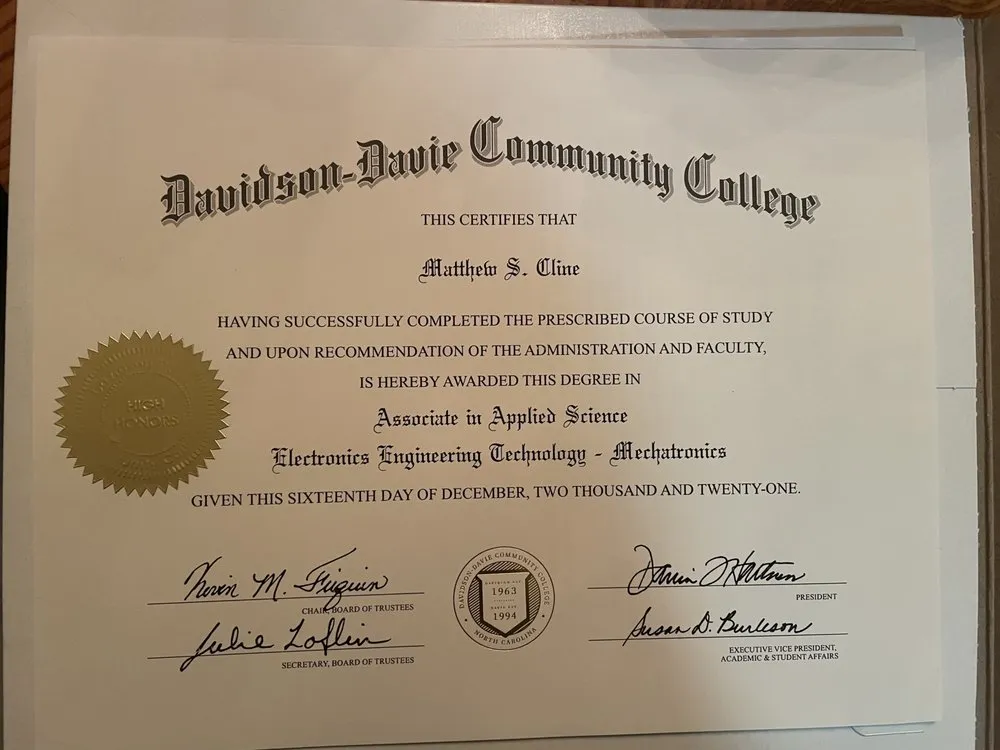 Davidson-Davie Community College
THIS CERTIFIES THAT
Matthew S. Cline
HAVING SUCCESSFULLY COMPLETED THE PRESCRIBED COURSE OF STUDY
AND UPON RECOMMENDATION OF THE ADMINISTRATION AND FACULTY,
IS HEREBY AWARDED THIS DEGREE IN
Associate in Applied Science
Electronics Engineering Technology - Mechatronics
GIVEN THIS SIXTEENTH DAY OF DECEMBER, TWO THOUSAND AND TWENTY-ONE.
HIGH
HONORS
CHAIR, BOARD OF TRUSTEES
Julie Loflin
SECRETARY, BOARD OF TRUSTEES
DAVIDSON-DAVIE COMMUNITY COLLEGE
1963
1994
NORTH CAROLINA
PRESIDENT
Susan D. Burleson
EXECUTIVE VICE PRESIDENT,
ACADEMIC & STUDENT AFFAIRS